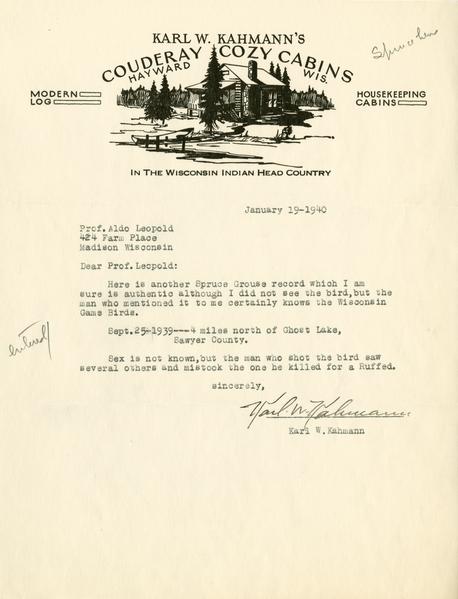 KARL W. KAHMANN'S
COUDERAY COZY CABINS
HAYWARD WIS.
MODERN LOG
HOUSEKEEPING CABINS
IN THE WISCONSIN INDIAN HEAD COUNTRY
Spruce hen
January 19-1940
Prof. Aldo Leopold
424 Farm Place
Madison Wisconsin
Dear Prof. Leopold:
Here is another Spruce Grouse record which I am
sure is authentic although I did not see the bird,but the
man who mentioned it to me certainly knows the Wisconsin
Game Birds.
entered
Sept.25-1939---4 miles north of Ghost Lake,
Sawyer County.
Sex is not known,but the man who shot the bird saw
several others and mistook the one he killed for a Ruffed.
sincerely,
Karl W. Kahmann
Karl W. Kahmann